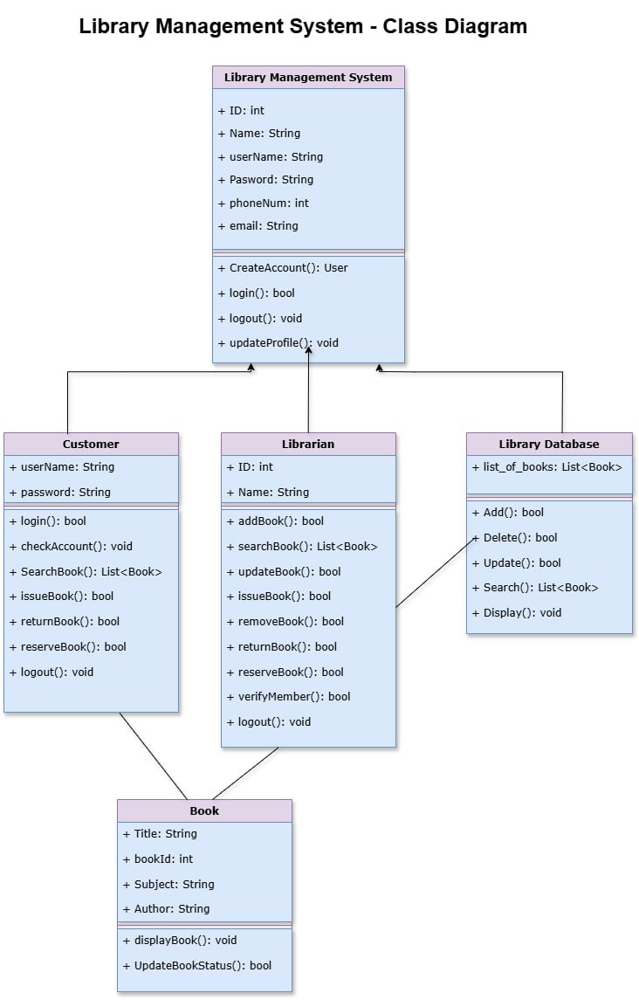 Library Management System - Class Diagram
Library Management System
+ ID: int
+ Name: String
+ userName: String
+ Pasword: String
+ phoneNum: int
+ email: String
+ CreateAccount(): User
+ login(): bool
+ logout(): void
+ updateProfile(): void
Customer
+ userName: String
+ password: String
+ login(): bool
+ checkAccount(): void
+ SearchBook(): List<Book>
+ issueBook(): bool
+ returnBook(): bool
+ reserveBook(): bool
+ logout(): void
Librarian
+ ID: int
+ Name: String
+ addBook(): bool
+ searchBook(): List<Book>
+ updateBook(): bool
+ issueBook(): bool
+ removeBook(): bool
+ returnBook(): bool
+ reserveBook(): bool
+ verifyMember(): bool
+ logout(): void
Library Database
+ list_of_books: List<Book>
+ Add(): bool
+ Delete(): bool
+ Update(): bool
+ Search(): List<Book>
+ Display(): void
Book
+ Title: String
+ bookId: int
+ Subject: String
+ Author: String
+ displayBook(): void
+ UpdateBookStatus(): bool